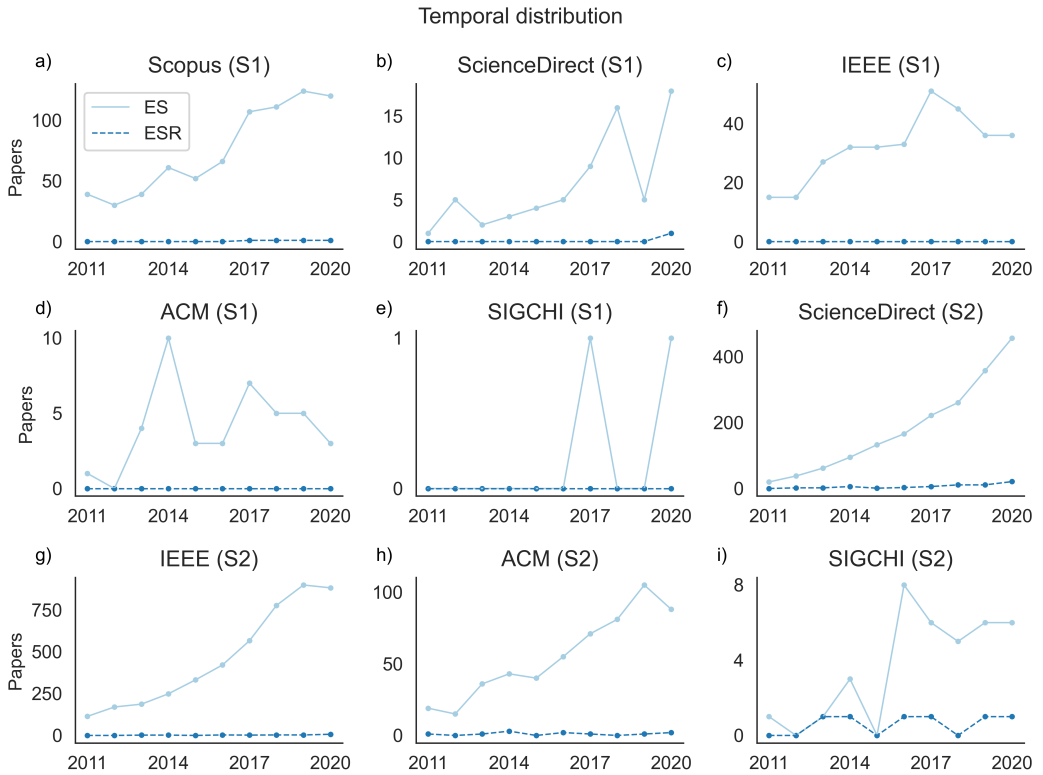 Temporal distribution
a) Scopus (S1)
b) ScienceDirect (S1)
c) IEEE (S1)
ES
ESR
Papers
100
50
0
2011 2014 2017 2020
15
10
5
0
2011 2014 2017 2020
40
20
0
2011 2014 2017 2020
d) ACM (S1)
e) SIGCHI (S1)
f) ScienceDirect (S2)
Papers
10
5
0
2011 2014 2017 2020
1
0
2011 2014 2017 2020
400
200
0
2011 2014 2017 2020
g) IEEE (S2)
h) ACM (S2)
i) SIGCHI (S2)
Papers
750
500
250
0
2011 2014 2017 2020
100
50
0
2011 2014 2017 2020
8
4
0
2011 2014 2017 2020